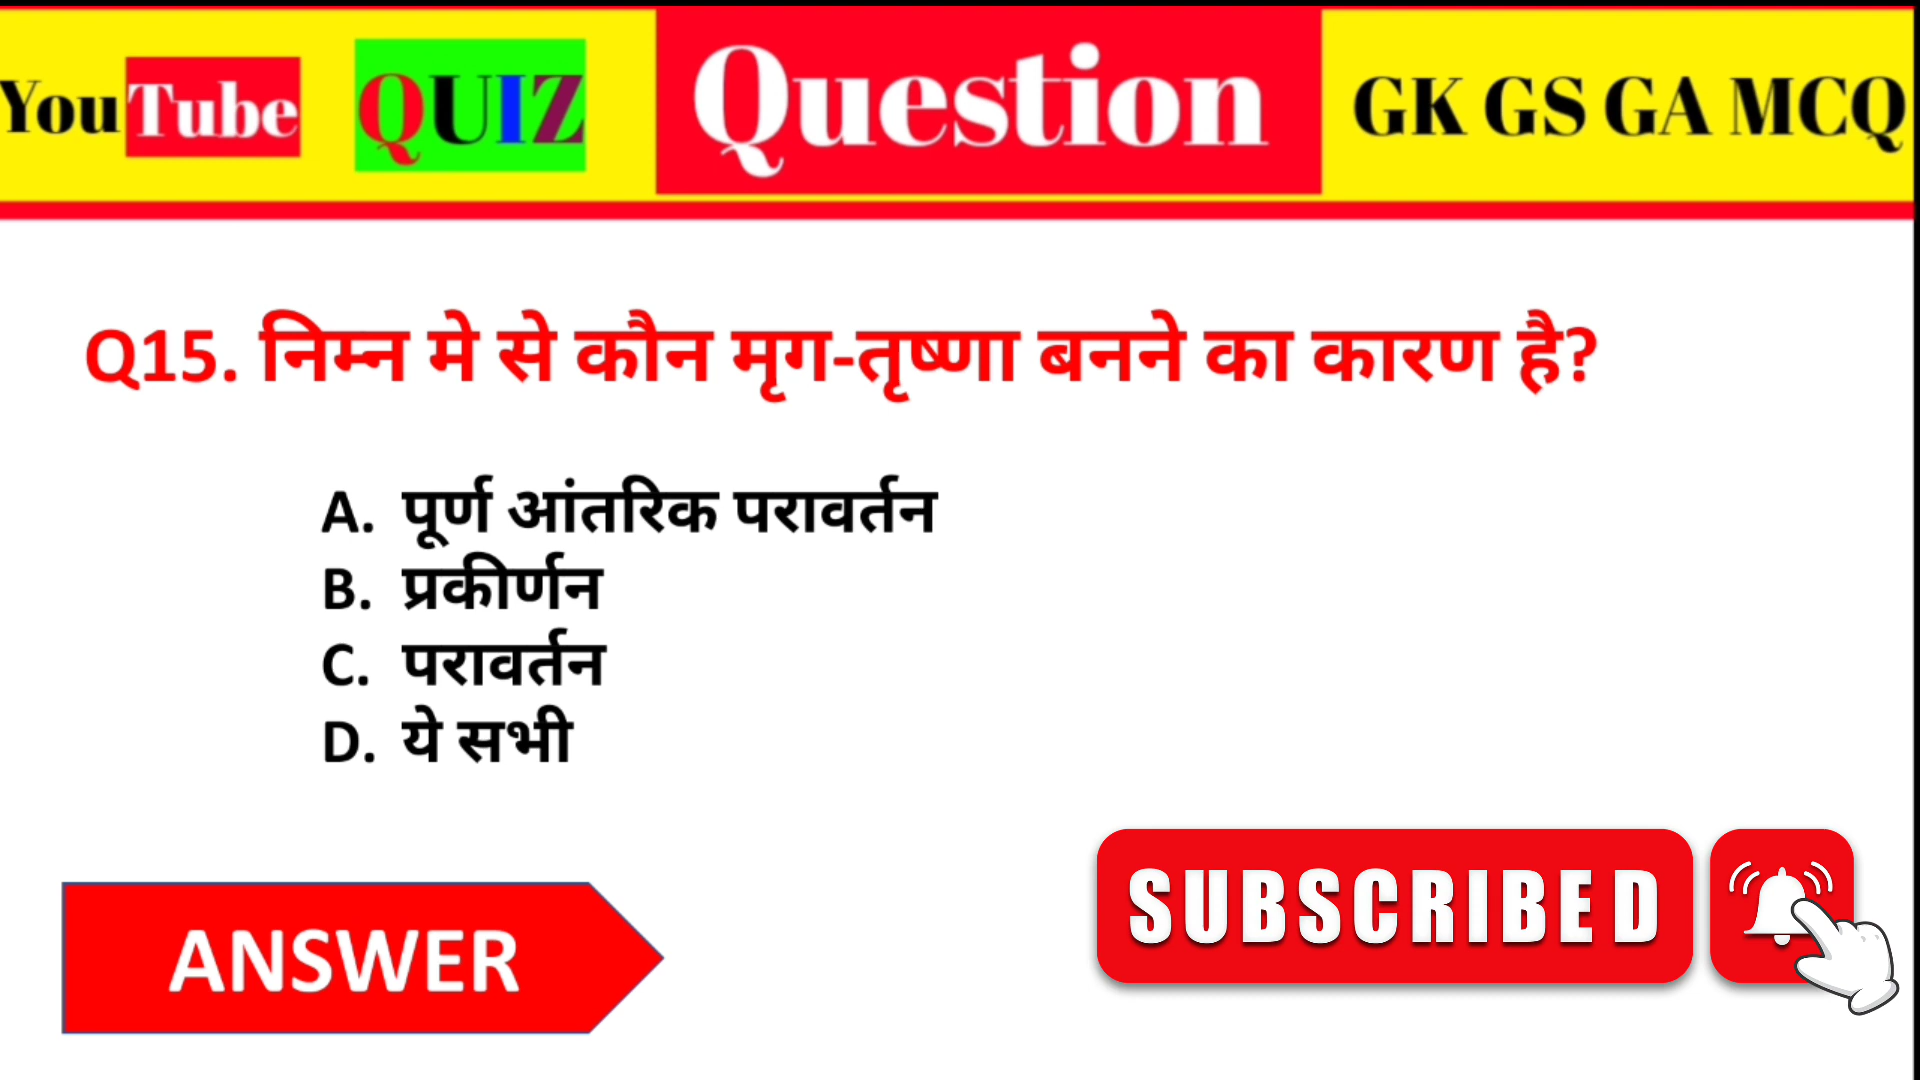 YouTube QUIZ Question GK GS GA MCQ
Q15. निम्न मे से कौन मृग-तृष्णा बनने का कारण है?
A. पूर्ण आंतरिक परावर्तन
B. प्रकीर्णन
C. परावर्तन
D. ये सभी
ANSWER
SUBSCRIBED